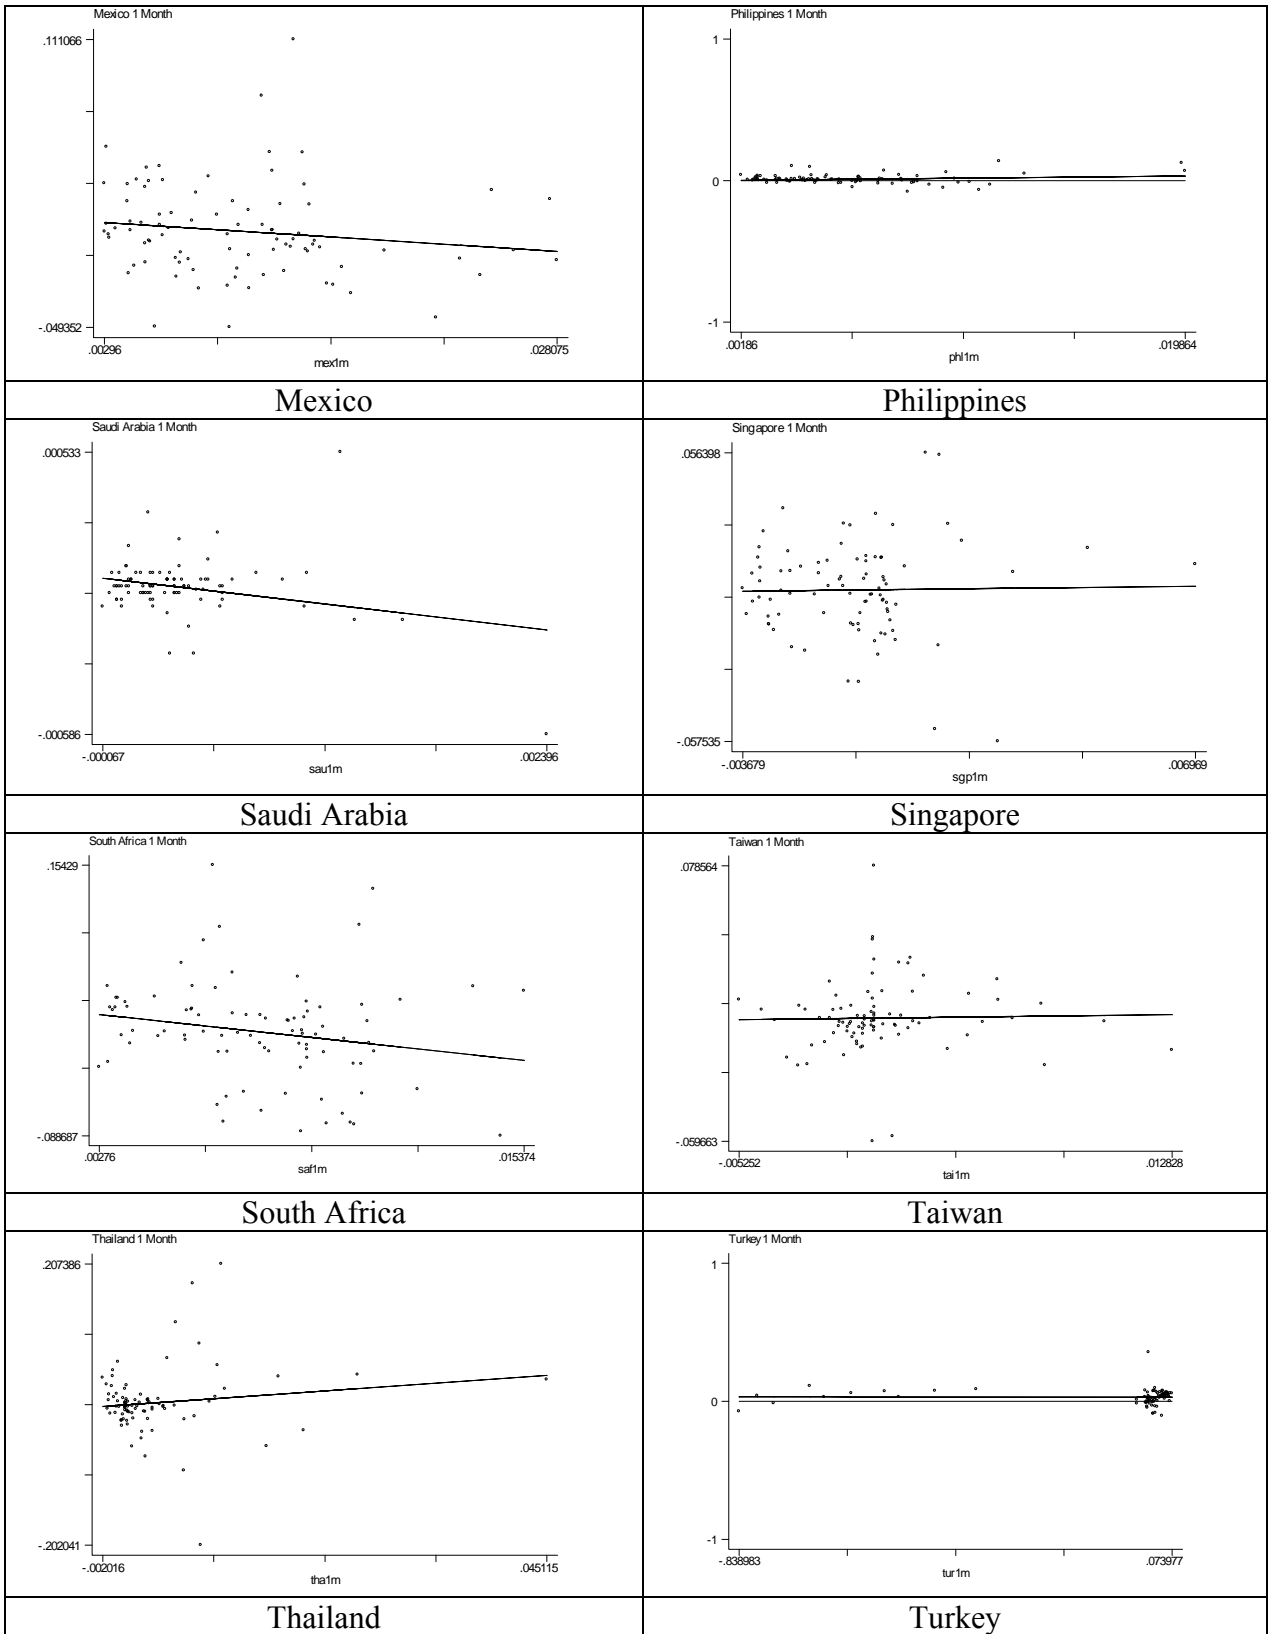 Mexico 1 Month
.111066
-.049352
.00296
.028075
mex1m
Mexico
Philippines 1 Month
1
0
-1
.00186
.019864
phl1m
Philippines
Saudi Arabia 1 Month
.000533
-.000586
-.000067
.002396
sau1m
Saudi Arabia
Singapore 1 Month
.056398
-.057535
-.003679
.006969
sgp1m
Singapore
South Africa 1 Month
.15429
-.088687
.00276
.015374
saf1m
South Africa
Taiwan 1 Month
.078564
-.059663
-.005252
.012828
tai1m
Taiwan
Thailand 1 Month
.207386
-.202041
-.002016
.045115
tha1m
Thailand
Turkey 1 Month
1
0
-1
-.838983
.073977
tur1m
Turkey